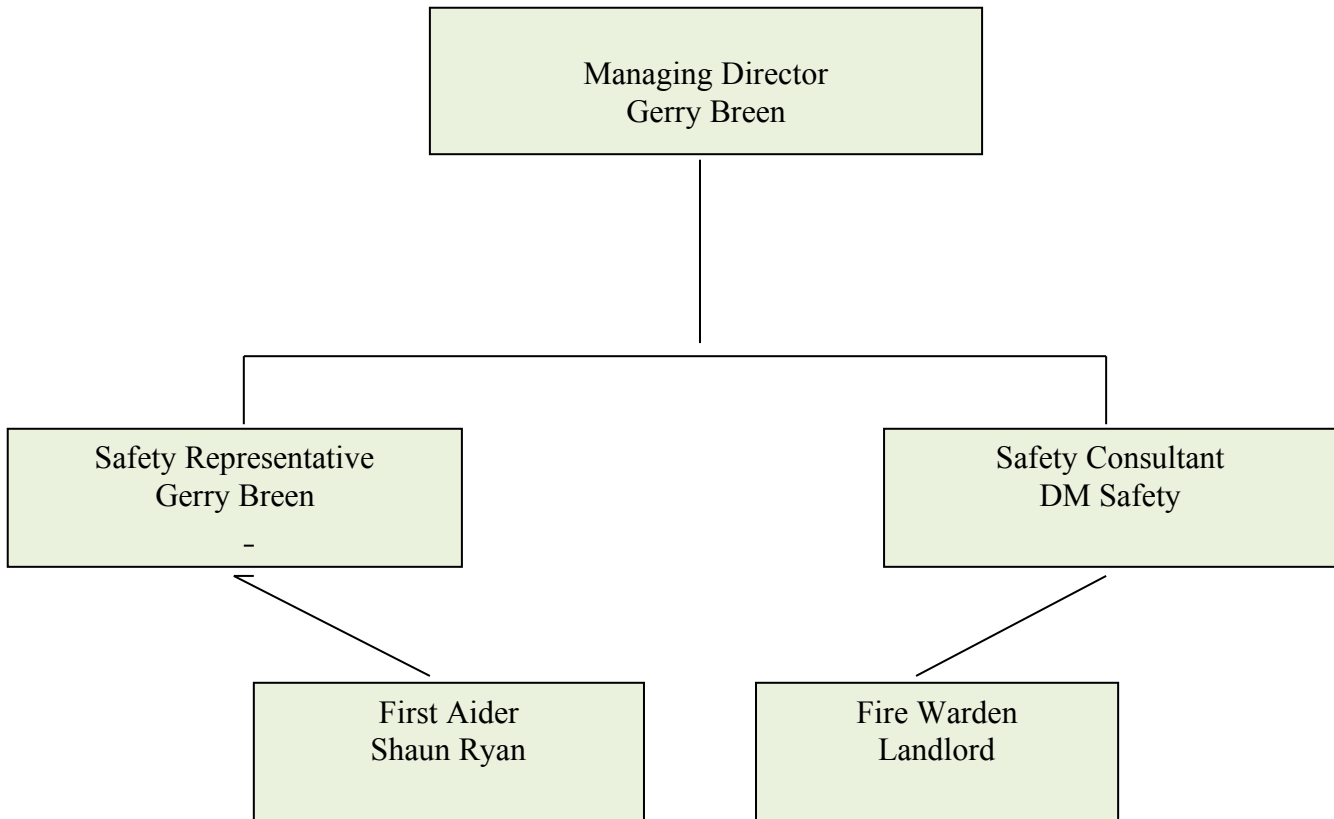 Managing Director
Gerry Breen
Safety Representative
Gerry Breen
-
Safety Consultant
DM Safety
First Aider
Shaun Ryan
Fire Warden
Landlord